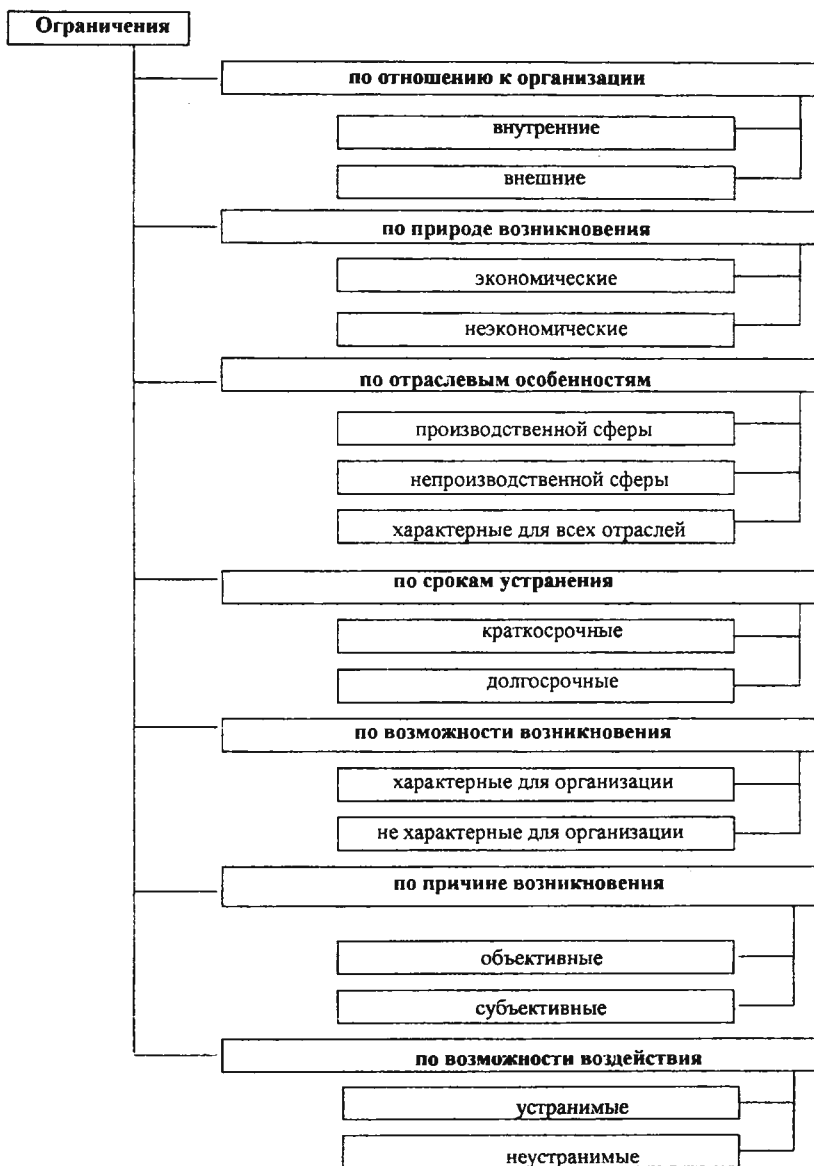 Ограничения
по отношению к организации
внутренние
внешние
по природе возникновения
экономические
неэкономические
по отраслевым особенностям
производственной сферы
непроизводственной сферы
характерные для всех отраслей
по срокам устранения
краткосрочные
долгосрочные
по возможности возникновения
характерные для организации
не характерные для организации
по причине возникновения
объективные
субъективные
по возможности воздействия
устранимые
неустранимые